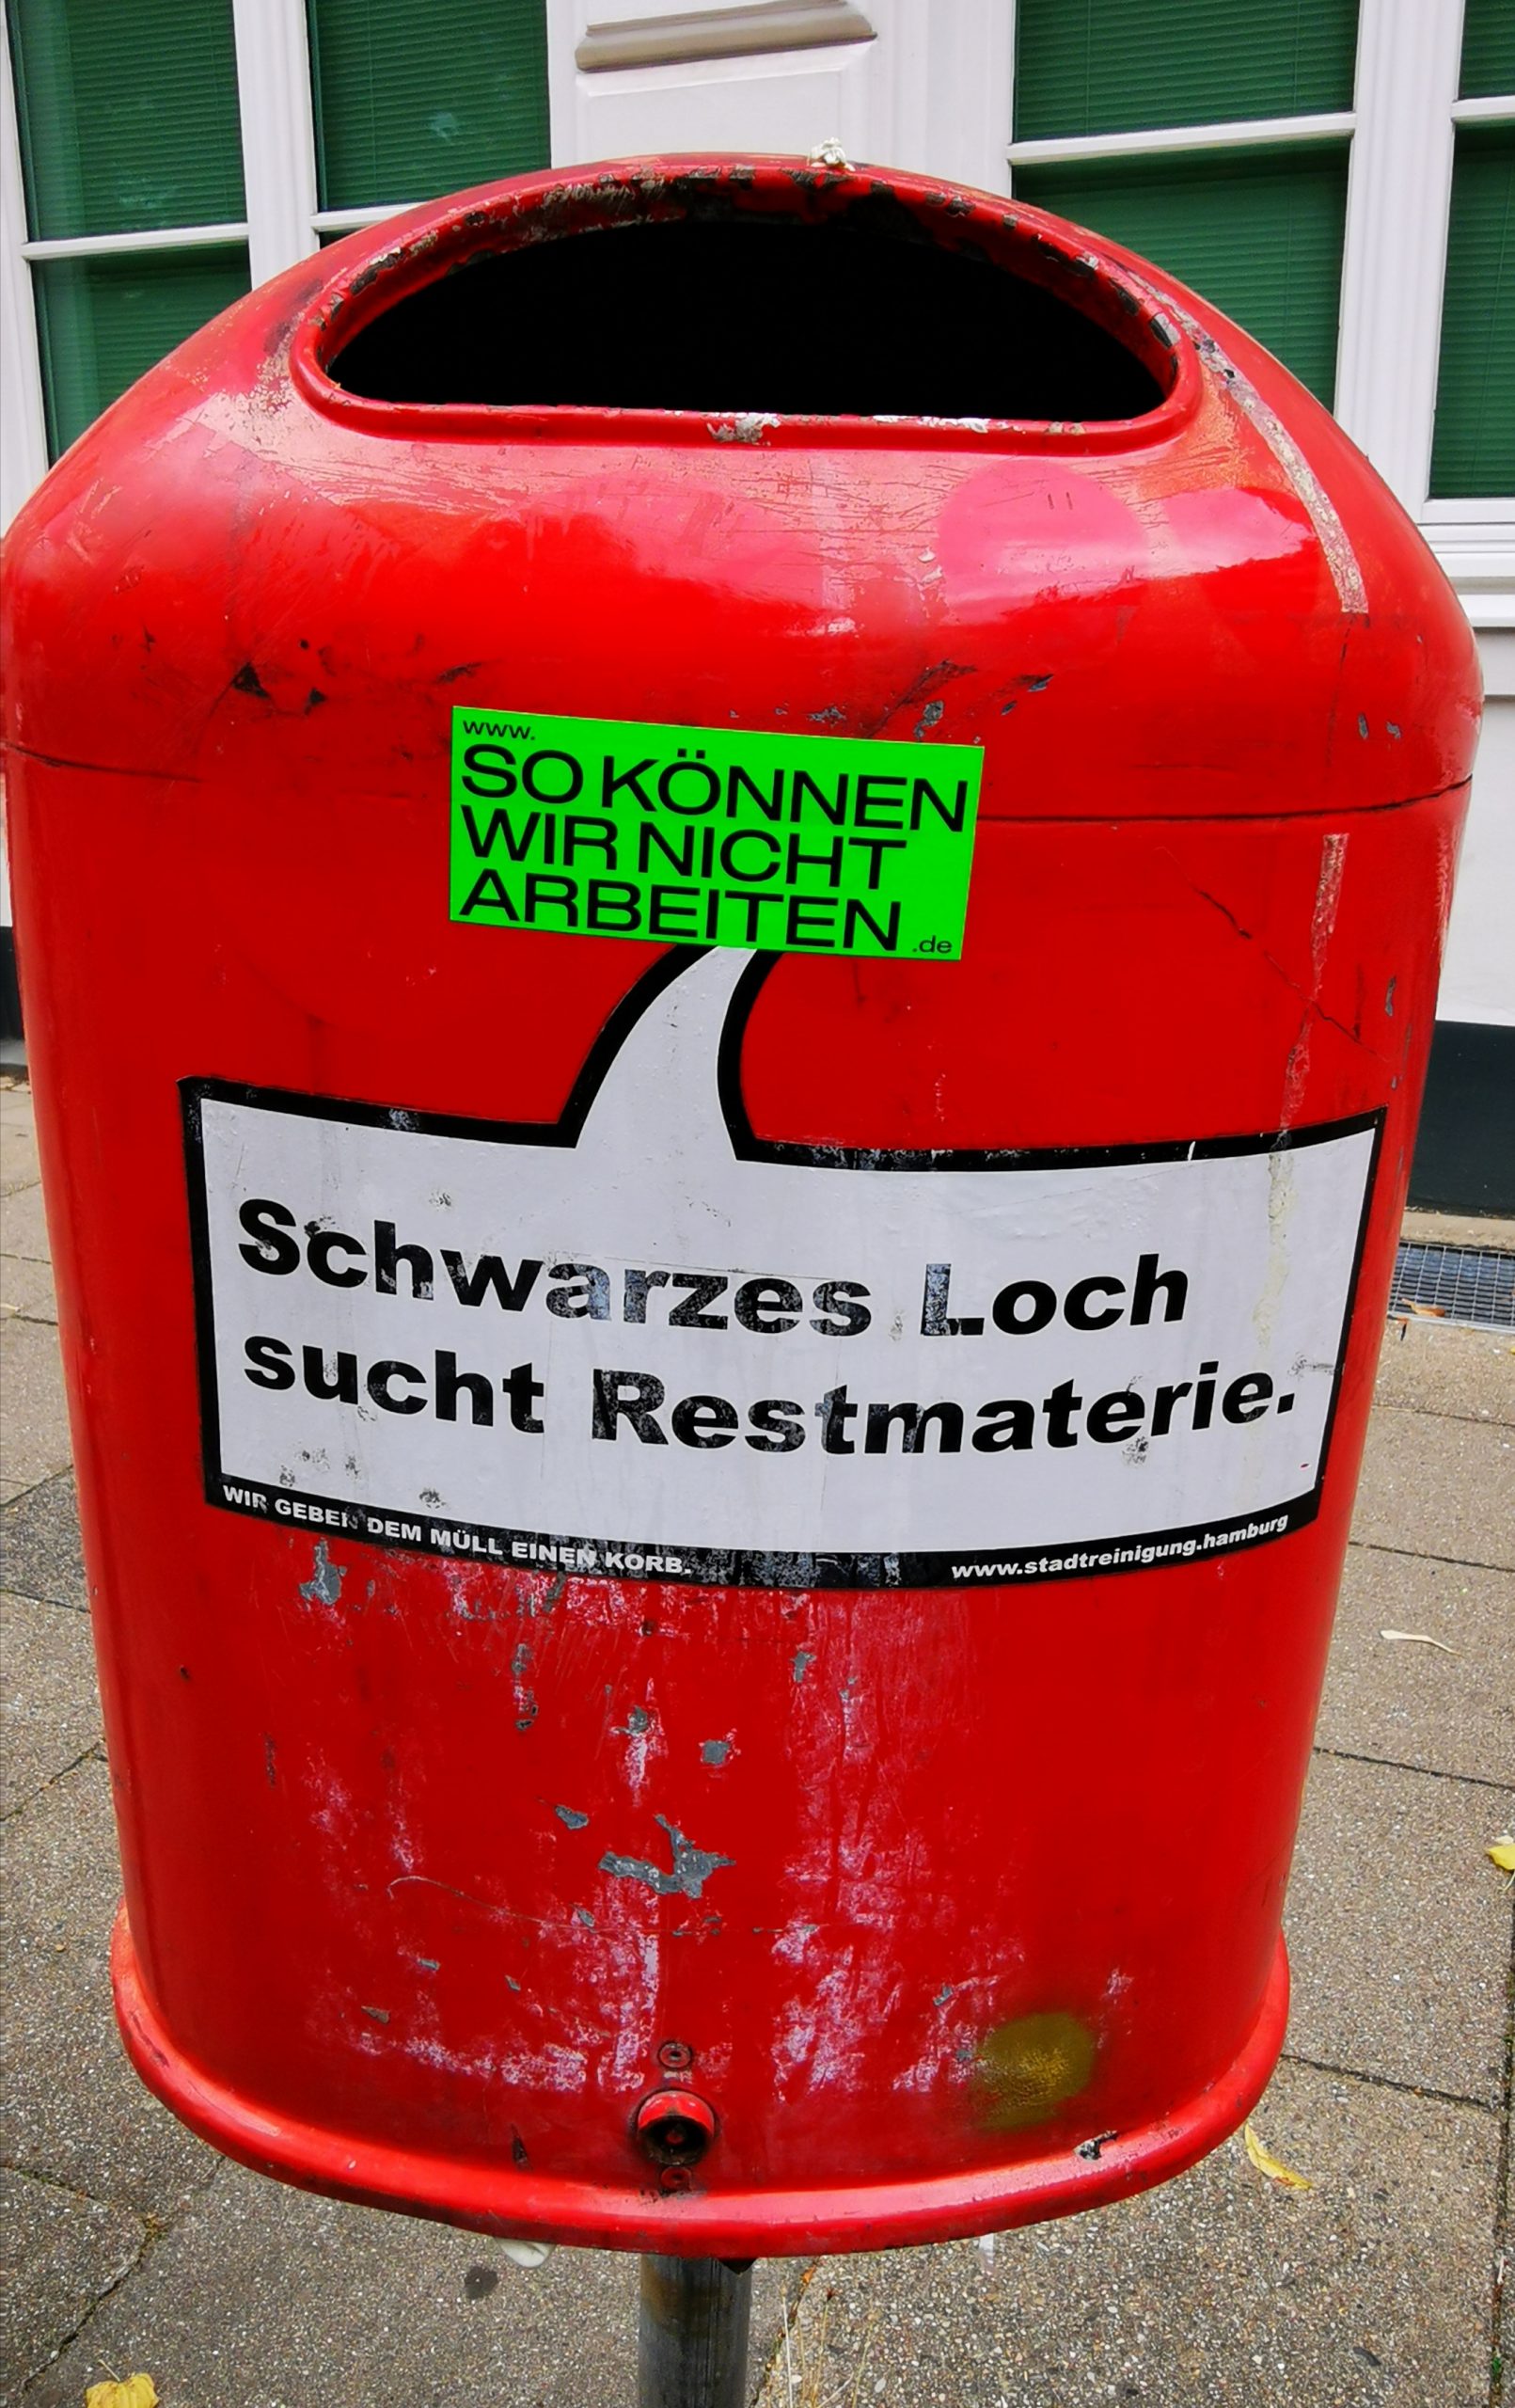 www.
SO KÖNNEN
WIR NICHT
ARBEITEN
.de
Schwarzes Loch
sucht Restmaterie.
WIR GEBEN DEM MÜLL EINEN KORB.
www.stadtreinigung.hamburg